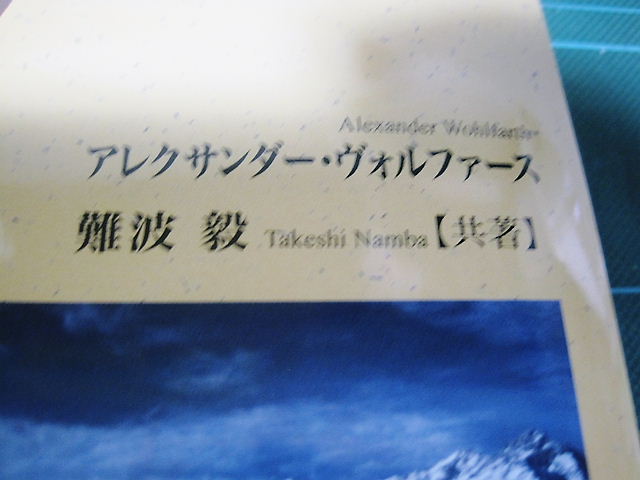 Alexander Wohlfarth
アレクサンダー・ヴォルファース
難波 毅 Takeshi Namba【共著】